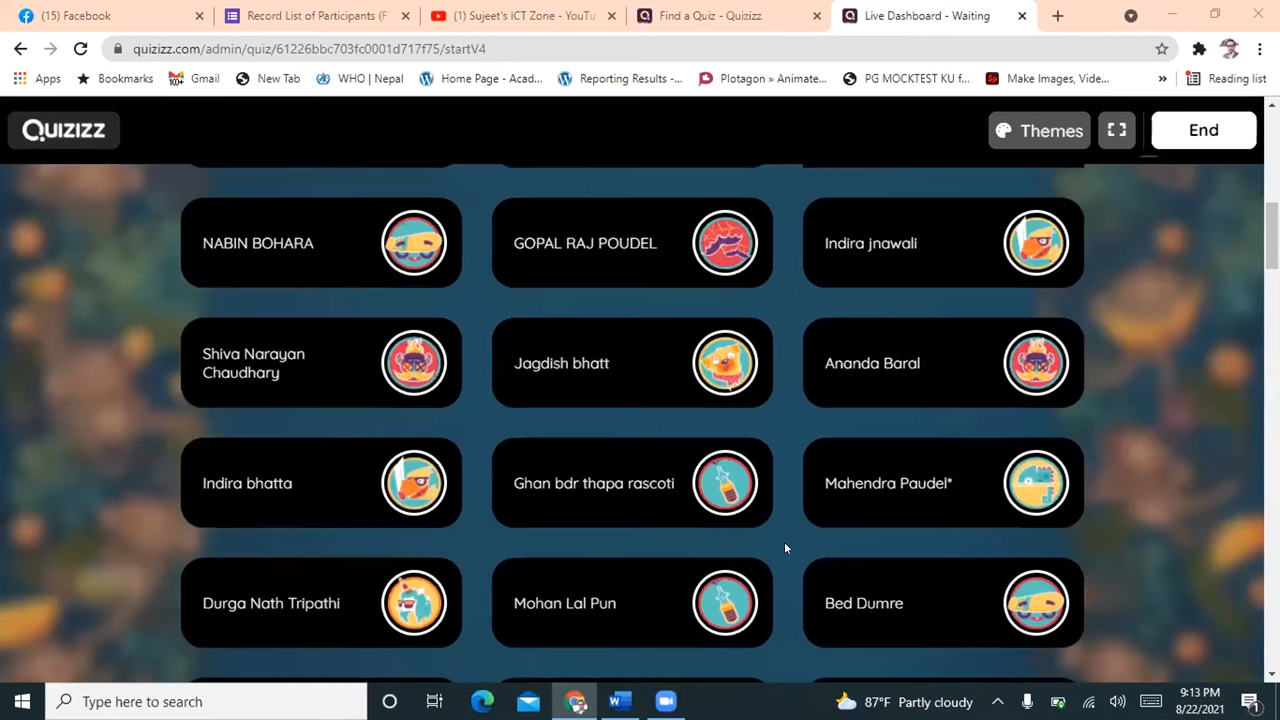 (15) Facebook
Record List of Participants (F
(1) Sujeet's ICT Zone - YouTu
Find a Quiz - Quizizz
Live Dashboard - Waiting
quizizz.com/admin/quiz/61226bbc703fc0001d717f75/startV4
Apps
Bookmarks
Gmail
New Tab
WHO | Nepal
Home Page - Acad...
Reporting Results -...
Plotagon » Animate...
PG MOCKTEST KU f...
Make Images, Vide...
»
Reading list
Quizizz
Themes
End
NABIN BOHARA
GOPAL RAJ POUDEL
Indira jnawali
Shiva Narayan
Chaudhary
Jagdish bhatt
Ananda Baral
Indira bhatta
Ghan bdr thapa rascoti
Mahendra Paudel*
Durga Nath Tripathi
Mohan Lal Pun
Bed Dumre
Type here to search
87°F Partly cloudy
9:13 PM
8/22/2021
1